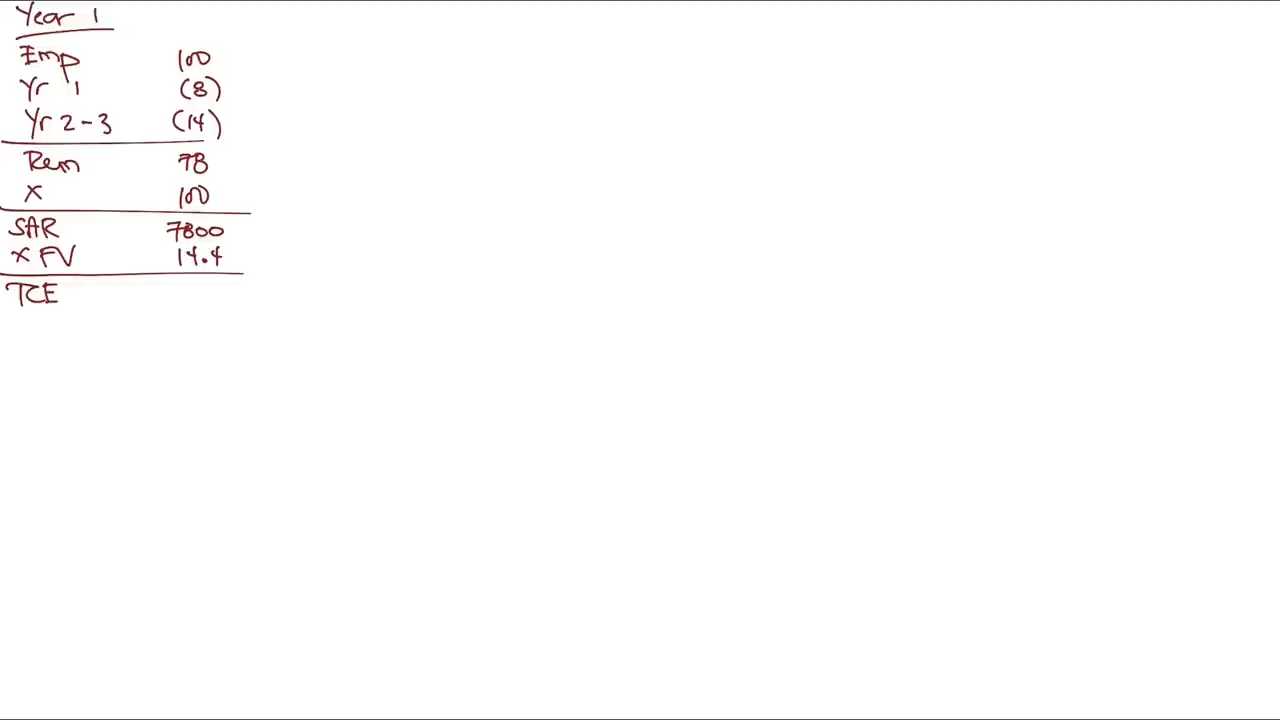 Year 1
Emp 100
Yr 1 (8)
Yr 2-3 (14)
Rem 78
x 100
SAR 7800
x FV 14.4
TCE